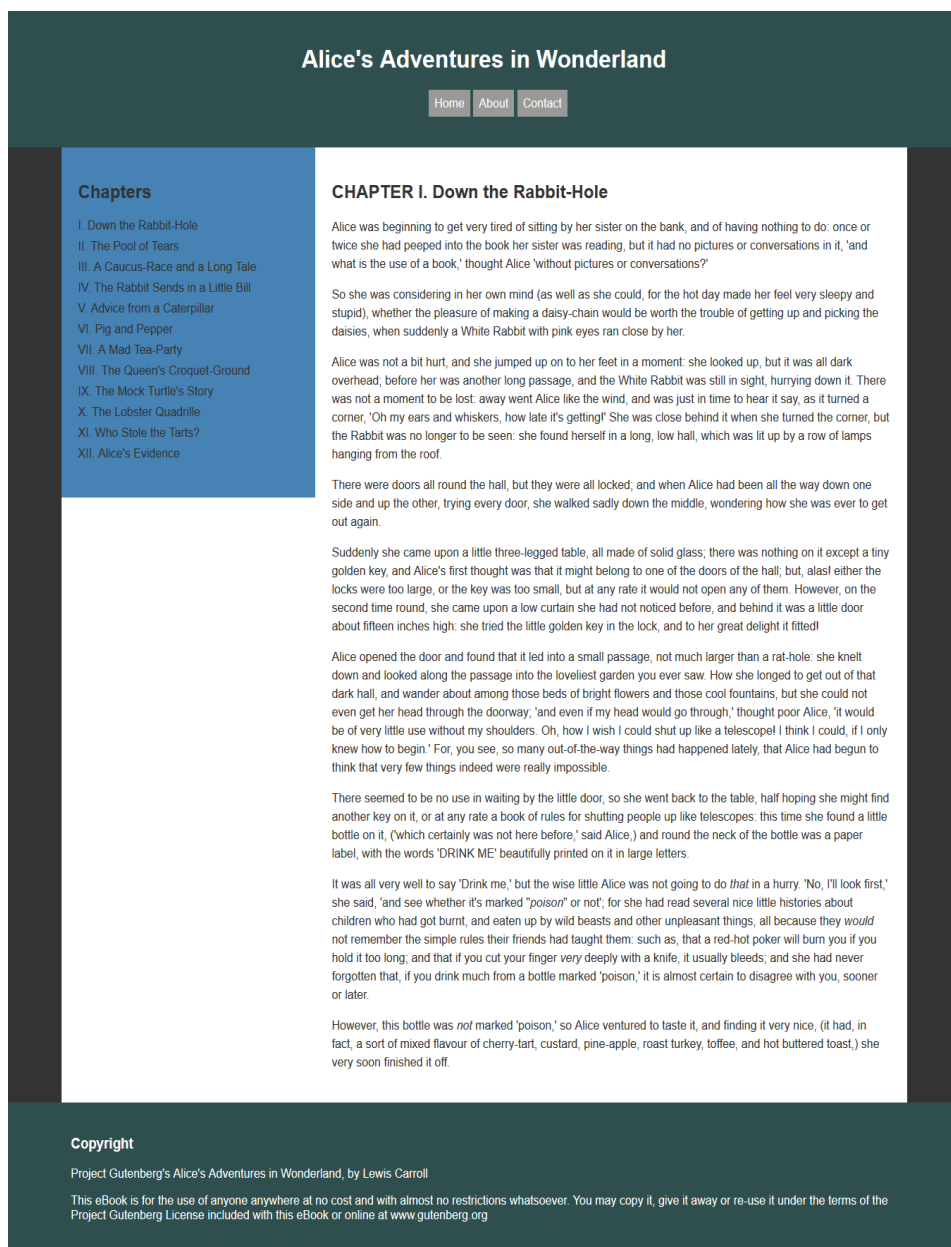 Alice's Adventures in Wonderland
Home About Contact
Chapters
I. Down the Rabbit-Hole
II. The Pool of Tears
III. A Caucus-Race and a Long Tale
IV. The Rabbit Sends in a Little Bill
V. Advice from a Caterpillar
VI. Pig and Pepper
VII. A Mad Tea-Party
VIII. The Queen's Croquet-Ground
IX. The Mock Turtle's Story
X. The Lobster Quadrille
XI. Who Stole the Tarts?
XII. Alice's Evidence
CHAPTER I. Down the Rabbit-Hole
Alice was beginning to get very tired of sitting by her sister on the bank, and of having nothing to do: once or
twice she had peeped into the book her sister was reading, but it had no pictures or conversations in it, 'and
what is the use of a book,' thought Alice 'without pictures or conversations?'
So she was considering in her own mind (as well as she could, for the hot day made her feel very sleepy and
stupid), whether the pleasure of making a daisy-chain would be worth the trouble of getting up and picking the
daisies, when suddenly a White Rabbit with pink eyes ran close by her.
Alice was not a bit hurt, and she jumped up on to her feet in a moment: she looked up, but it was all dark
overhead; before her was another long passage, and the White Rabbit was still in sight, hurrying down it. There
was not a moment to be lost: away went Alice like the wind, and was just in time to hear it say, as it turned a
corner, 'Oh my ears and whiskers, how late it's getting!' She was close behind it when she turned the corner, but
the Rabbit was no longer to be seen: she found herself in a long, low hall, which was lit up by a row of lamps
hanging from the roof.
There were doors all round the hall, but they were all locked; and when Alice had been all the way down one
side and up the other, trying every door, she walked sadly down the middle, wondering how she was ever to get
out again.
Suddenly she came upon a little three-legged table, all made of solid glass; there was nothing on it except a tiny
golden key, and Alice's first thought was that it might belong to one of the doors of the hall; but, alas! either the
locks were too large, or the key was too small, but at any rate it would not open any of them. However, on the
second time round, she came upon a low curtain she had not noticed before, and behind it was a little door
about fifteen inches high: she tried the little golden key in the lock, and to her great delight it fitted!
Alice opened the door and found that it led into a small passage, not much larger than a rat-hole: she knelt
down and looked along the passage into the loveliest garden you ever saw. How she longed to get out of that
dark hall, and wander about among those beds of bright flowers and those cool fountains, but she could not
even get her head through the doorway; 'and even if my head would go through,' thought poor Alice, 'it would
be of very little use without my shoulders. Oh, how I wish I could shut up like a telescope! I think I could, if I only
knew how to begin.' For, you see, so many out-of-the-way things had happened lately, that Alice had begun to
think that very few things indeed were really impossible.
There seemed to be no use in waiting by the little door, so she went back to the table, half hoping she might find
another key on it, or at any rate a book of rules for shutting people up like telescopes: this time she found a little
bottle on it, ('which certainly was not here before,' said Alice,) and round the neck of the bottle was a paper
label, with the words 'DRINK ME' beautifully printed on it in large letters.
It was all very well to say 'Drink me,' but the wise little Alice was not going to do that in a hurry. 'No, I'll look first,'
she said, 'and see whether it's marked "poison" or not'; for she had read several nice little histories about
children who had got burnt, and eaten up by wild beasts and other unpleasant things, all because they would
not remember the simple rules their friends had taught them: such as, that a red-hot poker will burn you if you
hold it too long; and that if you cut your finger very deeply with a knife, it usually bleeds; and she had never
forgotten that, if you drink much from a bottle marked 'poison,' it is almost certain to disagree with you, sooner
or later.
However, this bottle was not marked 'poison,' so Alice ventured to taste it, and finding it very nice, (it had, in
fact, a sort of mixed flavour of cherry-tart, custard, pine-apple, roast turkey, toffee, and hot buttered toast,) she
very soon finished it off.
Copyright
Project Gutenberg's Alice's Adventures in Wonderland, by Lewis Carroll
This eBook is for the use of anyone anywhere at no cost and with almost no restrictions whatsoever. You may copy it, give it away or re-use it under the terms of the
Project Gutenberg License included with this eBook or online at www.gutenberg.org